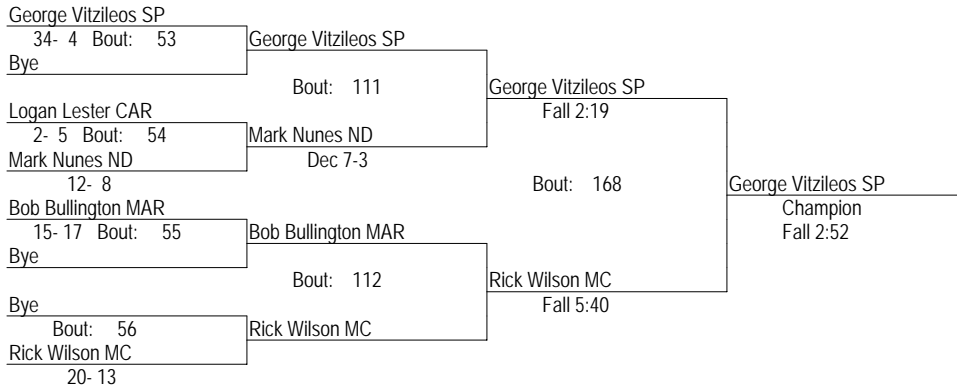 George Vitzileos SP
34- 4 Bout: 53
George Vitzileos SP
Bye
Bout: 111
George Vitzileos SP
Logan Lester CAR
Fall 2:19
2- 5 Bout: 54
Mark Nunes ND
Mark Nunes ND
Dec 7-3
12- 8
Bout: 168
George Vitzileos SP
Bob Bullington MAR
Champion
15- 17 Bout: 55
Bob Bullington MAR
Fall 2:52
Bye
Bout: 112
Rick Wilson MC
Bye
Fall 5:40
Bout: 56
Rick Wilson MC
Rick Wilson MC
20- 13